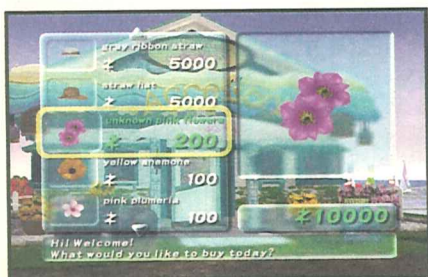 gray ribbon straw
5000
straw hat
5000
unknown pink flowers
200
yellow anemone
100
pink plumeria
100
10000
Hi! Welcome!
What would you like to buy today?